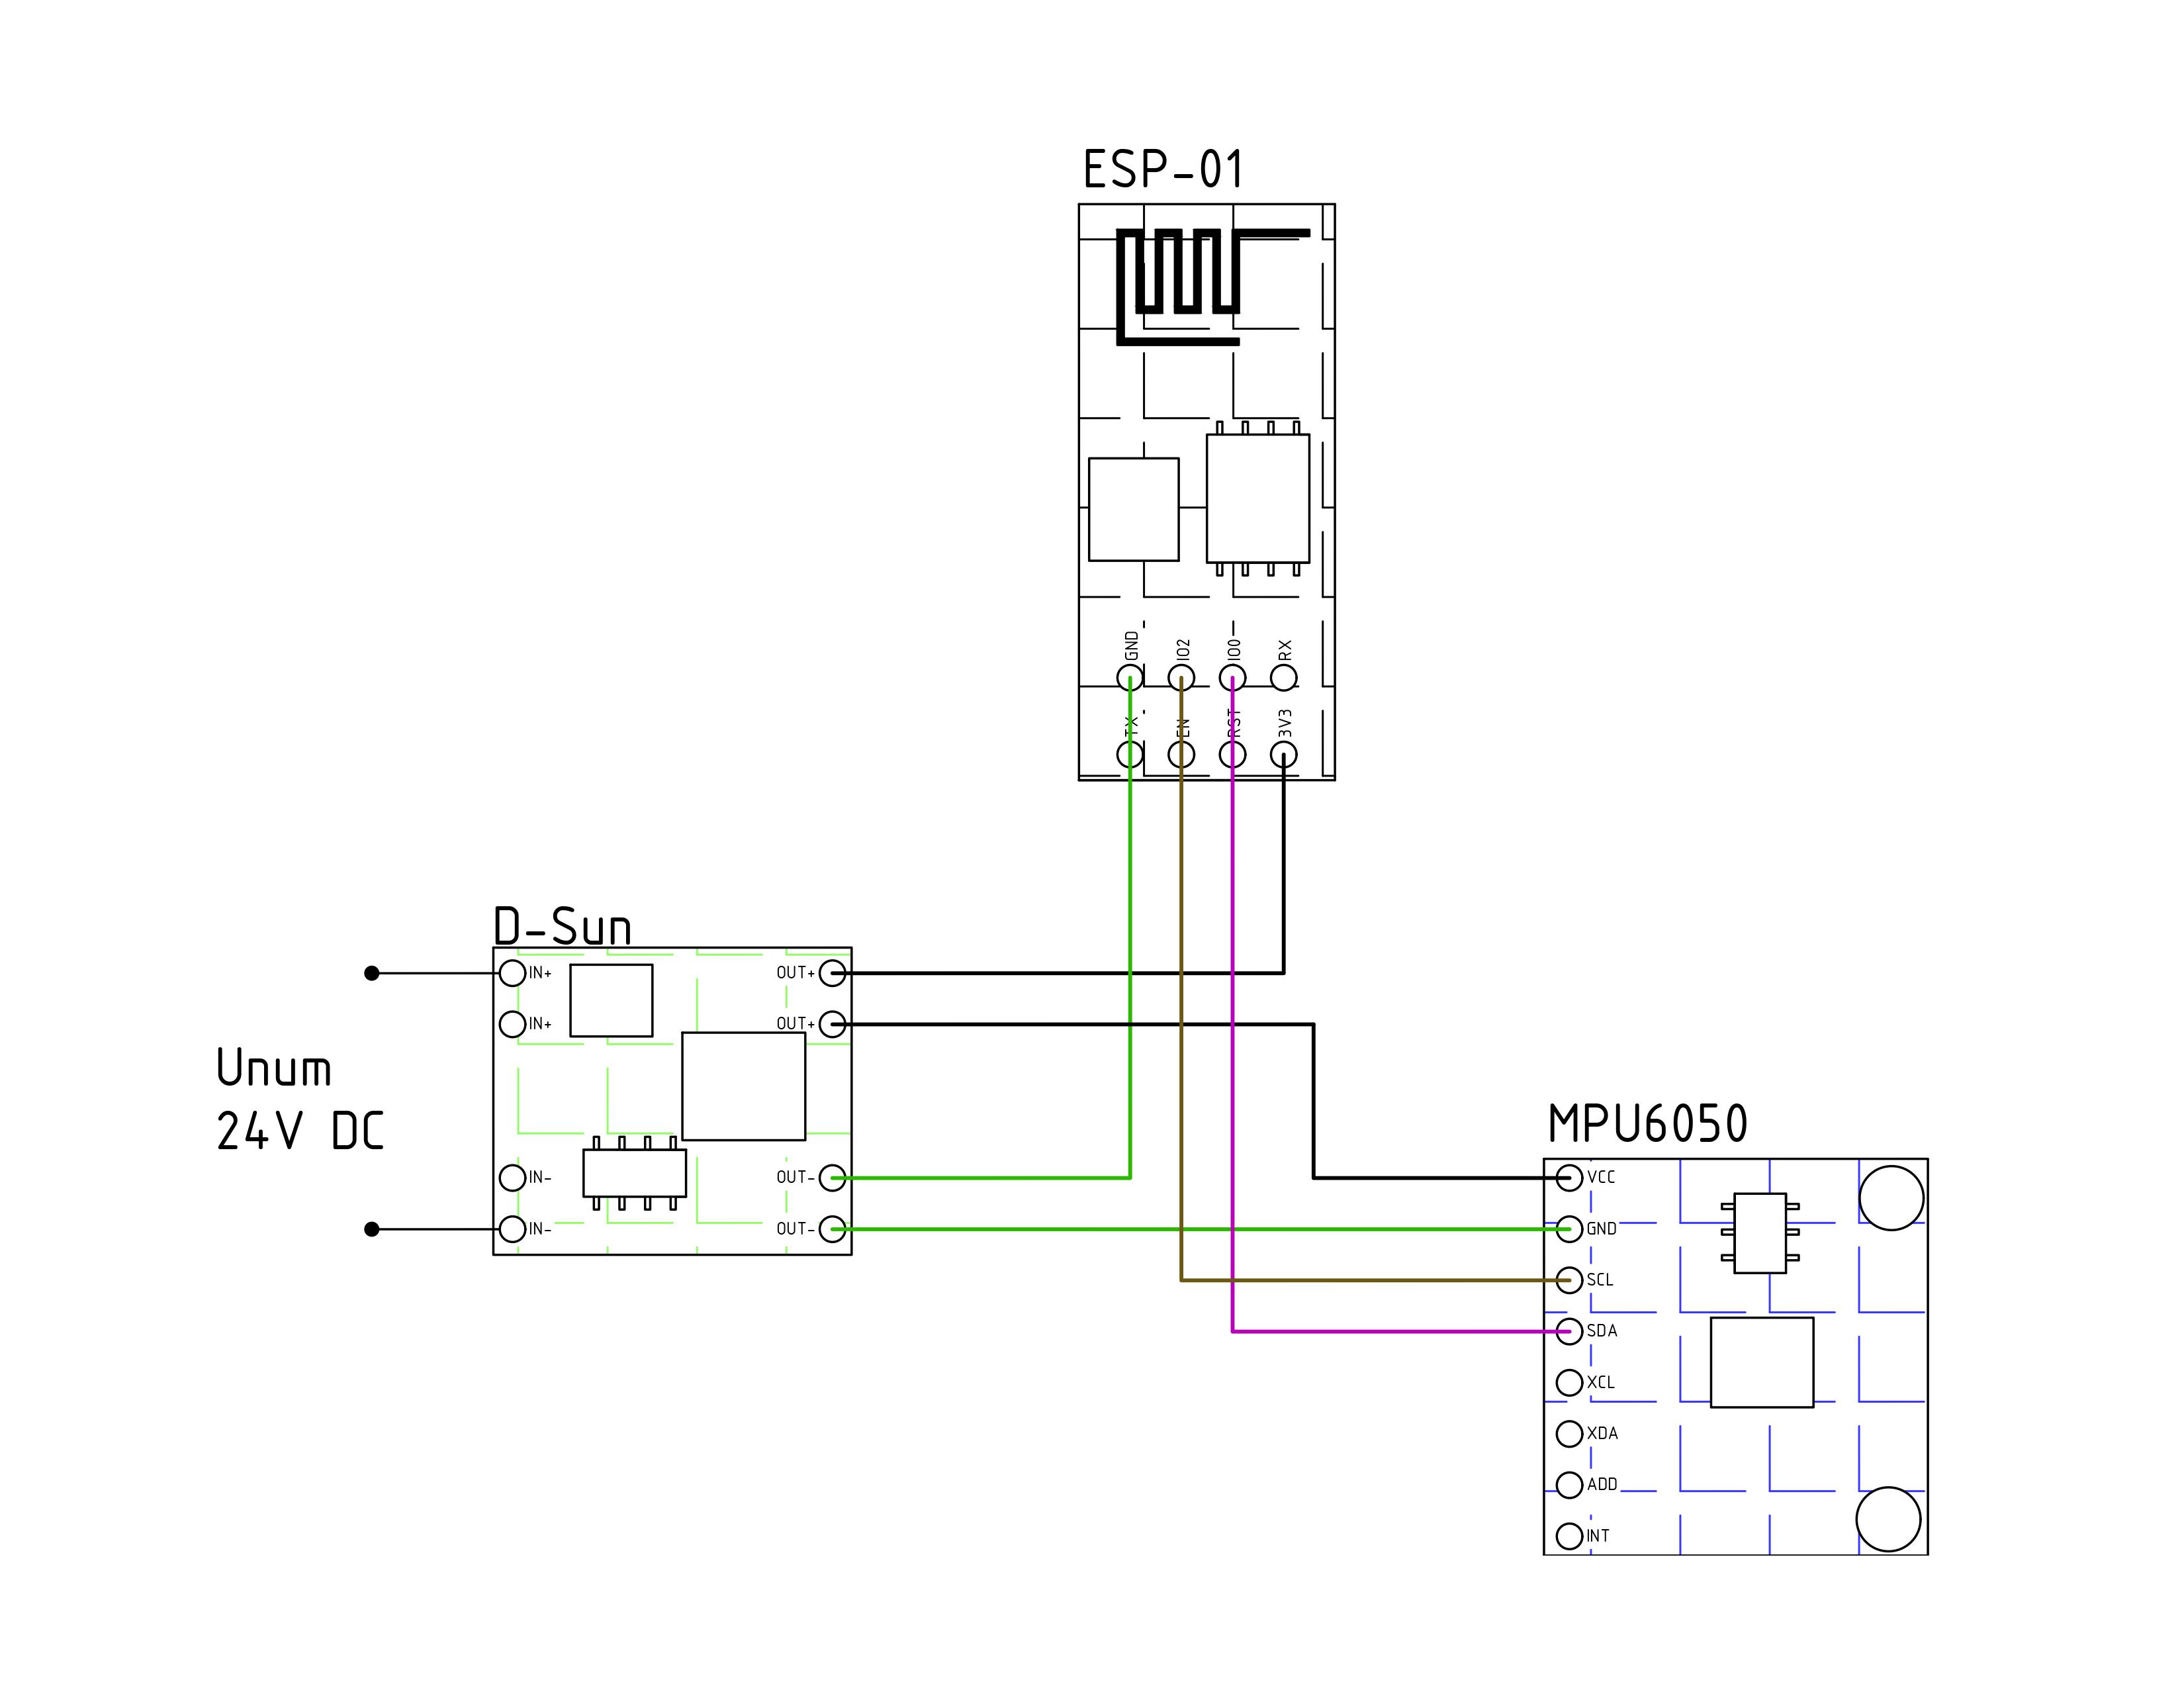 ESP-01
GND
IO2
IO0
RX
TX
EN
RST
3V3
D-Sun
IN+
OUT+
IN+
OUT+
Unum
24V DC
IN-
OUT-
IN-
OUT-
MPU6050
VCC
GND
SCL
SDA
XCL
XDA
ADD
INT